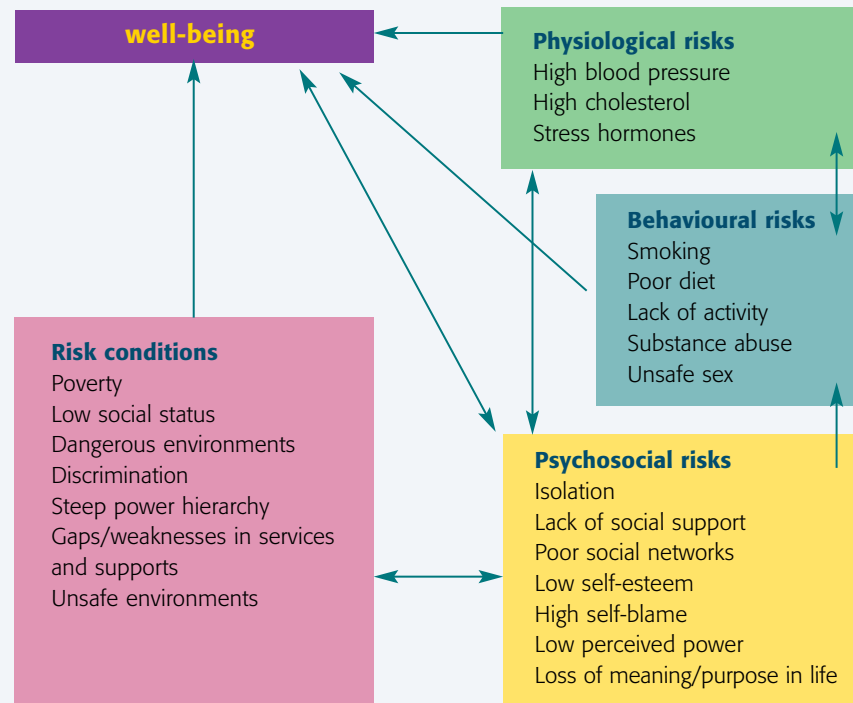 well-being
Physiological risks
High blood pressure
High cholesterol
Stress hormones
Behavioural risks
Smoking
Poor diet
Lack of activity
Substance abuse
Unsafe sex
Risk conditions
Poverty
Low social status
Dangerous environments
Discrimination
Steep power hierarchy
Gaps/weaknesses in services
and supports
Unsafe environments
Psychosocial risks
Isolation
Lack of social support
Poor social networks
Low self-esteem
High self-blame
Low perceived power
Loss of meaning/purpose in life